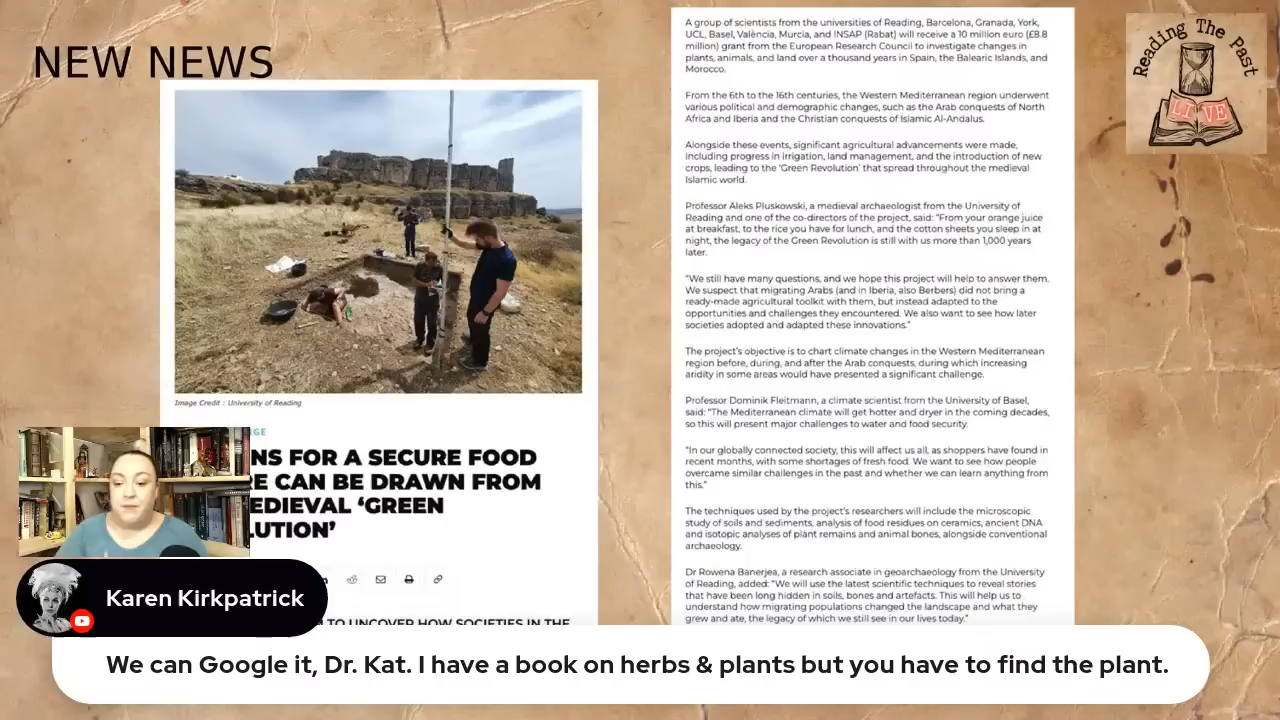 NEW NEWS
Reading The Past
LIVE
Image Credit : University of Reading
GE
NS FOR A SECURE FOOD
RE CAN BE DRAWN FROM
EDIEVAL ‘GREEN
LUTION’
TO UNCOVER HOW SOCIETIES IN THE
A group of scientists from the universities of Reading, Barcelona, Granada, York,
UCL, Basel, València, Murcia, and INSAP (Rabat) will receive a 10 million euro (£8.8
million) grant from the European Research Council to investigate changes in
plants, animals, and land over a thousand years in Spain, the Balearic Islands, and
Morocco.
From the 6th to the 16th centuries, the Western Mediterranean region underwent
various political and demographic changes, such as the Arab conquests of North
Africa and Iberia and the Christian conquests of Islamic Al-Andalus.
Alongside these events, significant agricultural advancements were made,
including progress in irrigation, land management, and the introduction of new
crops, leading to the ‘Green Revolution’ that spread throughout the medieval
Islamic world.
Professor Aleks Pluskowski, a medieval archaeologist from the University of
Reading and one of the co-directors of the project, said: “From your orange juice
at breakfast, to the rice you have for lunch, and the cotton sheets you sleep in at
night, the legacy of the Green Revolution is still with us more than 1,000 years
later.
“We still have many questions, and we hope this project will help to answer them.
We suspect that migrating Arabs (and in Iberia, also Berbers) did not bring a
ready-made agricultural toolkit with them, but instead adapted to the
opportunities and challenges they encountered. We also want to see how later
societies adopted and adapted these innovations.”
The project’s objective is to chart climate changes in the Western Mediterranean
region before, during, and after the Arab conquests, during which increasing
aridity in some areas would have presented a significant challenge.
Professor Dominik Fleitmann, a climate scientist from the University of Basel,
said: “The Mediterranean climate will get hotter and dryer in the coming decades,
so this will present major challenges to water and food security.
“In our globally connected society, this will affect us all, as shoppers have found in
recent months, with some shortages of fresh food. We want to see how people
overcame similar challenges in the past and whether we can learn anything from
this.”
The techniques used by the project’s researchers will include the microscopic
study of soils and sediments, analysis of food residues on ceramics, ancient DNA
and isotopic analyses of plant remains and animal bones, alongside conventional
archaeology.
Dr Rowena Banerjea, a research associate in geoarchaeology from the University
of Reading, added: “We will use the latest scientific techniques to reveal stories
that have been long hidden in soils, bones and artefacts. This will help us to
understand how migrating populations changed the landscape and what they
grew and ate, the legacy of which we still see in our lives today.”
Karen Kirkpatrick
We can Google it, Dr. Kat. I have a book on herbs & plants but you have to find the plant.